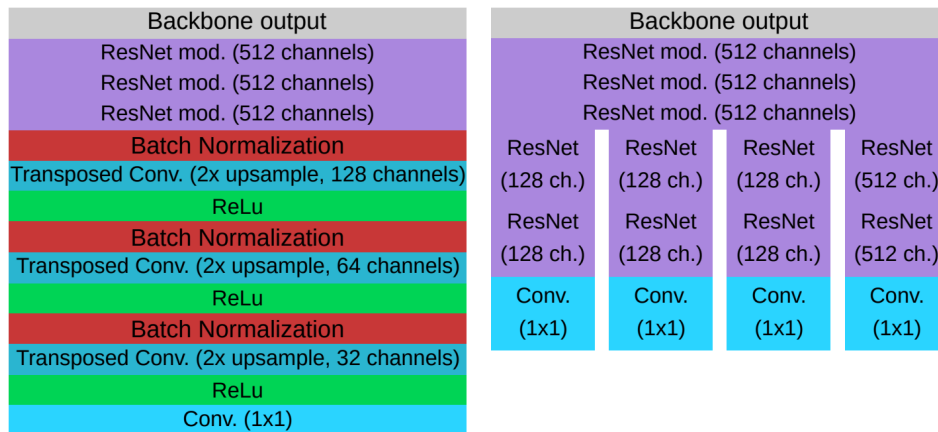 Backbone output
ResNet mod. (512 channels)
ResNet mod. (512 channels)
ResNet mod. (512 channels)
Batch Normalization
Transposed Conv. (2x upsample, 128 channels)
ReLu
Batch Normalization
Transposed Conv. (2x upsample, 64 channels)
ReLu
Batch Normalization
Transposed Conv. (2x upsample, 32 channels)
ReLu
Conv. (1x1)
Backbone output
ResNet mod. (512 channels)
ResNet mod. (512 channels)
ResNet mod. (512 channels)
ResNet
(128 ch.)
ResNet
(128 ch.)
Conv.
(1x1)
ResNet
(128 ch.)
ResNet
(128 ch.)
Conv.
(1x1)
ResNet
(128 ch.)
ResNet
(128 ch.)
Conv.
(1x1)
ResNet
(512 ch.)
ResNet
(512 ch.)
Conv.
(1x1)